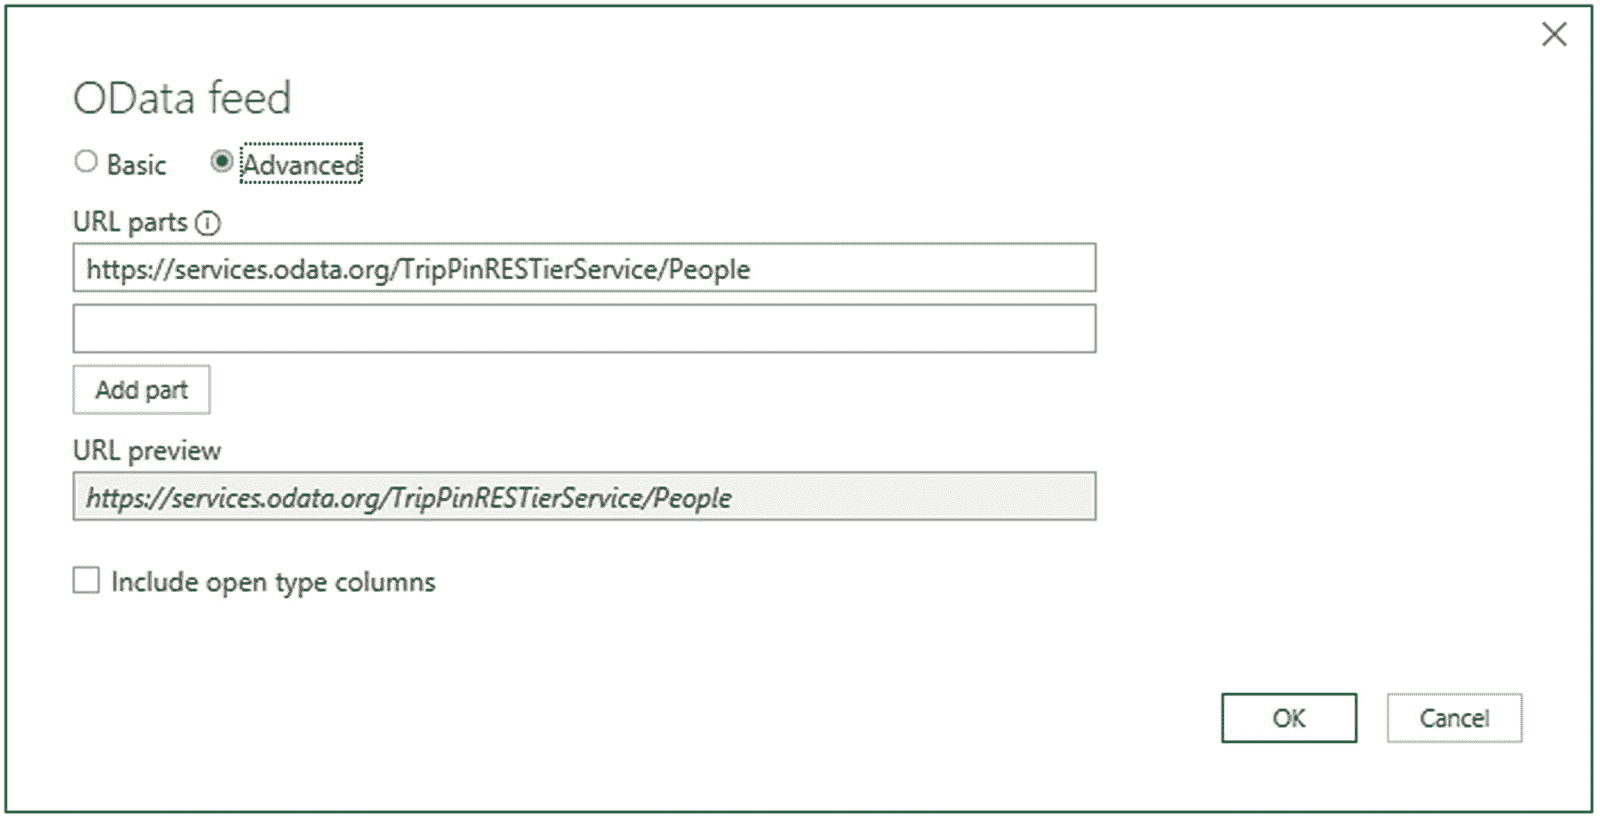 OData feed
Basic Advanced
URL parts
https://services.odata.org/TripPinRESTierService/People
Add part
URL preview
https://services.odata.org/TripPinRESTierService/People
Include open type columns
OK Cancel